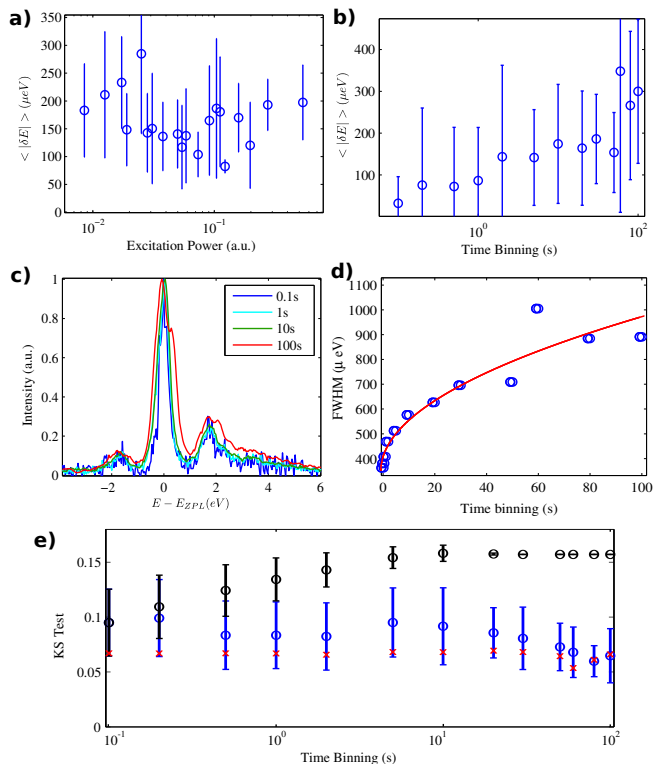 a)
350
300
250
200
150
100
50
0
< |δE| > (μeV)
10⁻²
10⁻¹
Excitation Power (a.u.)
b)
400
300
200
100
< |δE| > (μeV)
10⁰
10²
Time Binning (s)
c)
1
0.8
0.6
0.4
0.2
0
Intensity (a.u.)
0.1s
1s
10s
100s
−2
0
2
4
6
E − E_ZPL(eV)
d)
1100
1000
900
800
700
600
500
400
FWHM (μ eV)
0
20
40
60
80
100
Time binning (s)
e)
0.15
0.1
0.05
0
KS Test
10⁻¹
10⁰
10¹
10²
Time Binning (s)